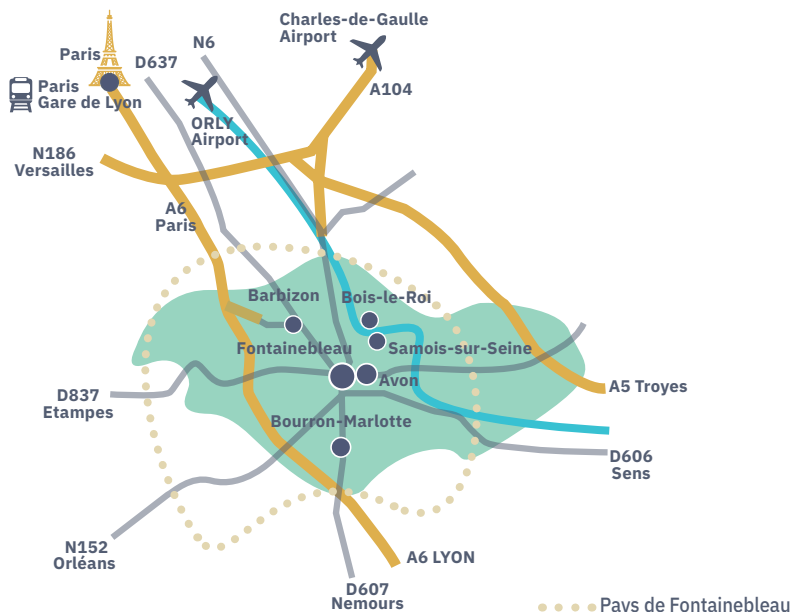 Charles-de-Gaulle
Airport
N6
Paris
D637
Paris
Gare de Lyon
A104
ORLY
Airport
N186
Versailles
A6
Paris
Barbizon
Bois-le-Roi
Fontainebleau
Samois-sur-Seine
Avon
D837
Etampes
A5 Troyes
Bourron-Marlotte
D606
Sens
N152
Orléans
A6 LYON
D607
Nemours
Pays de Fontainebleau